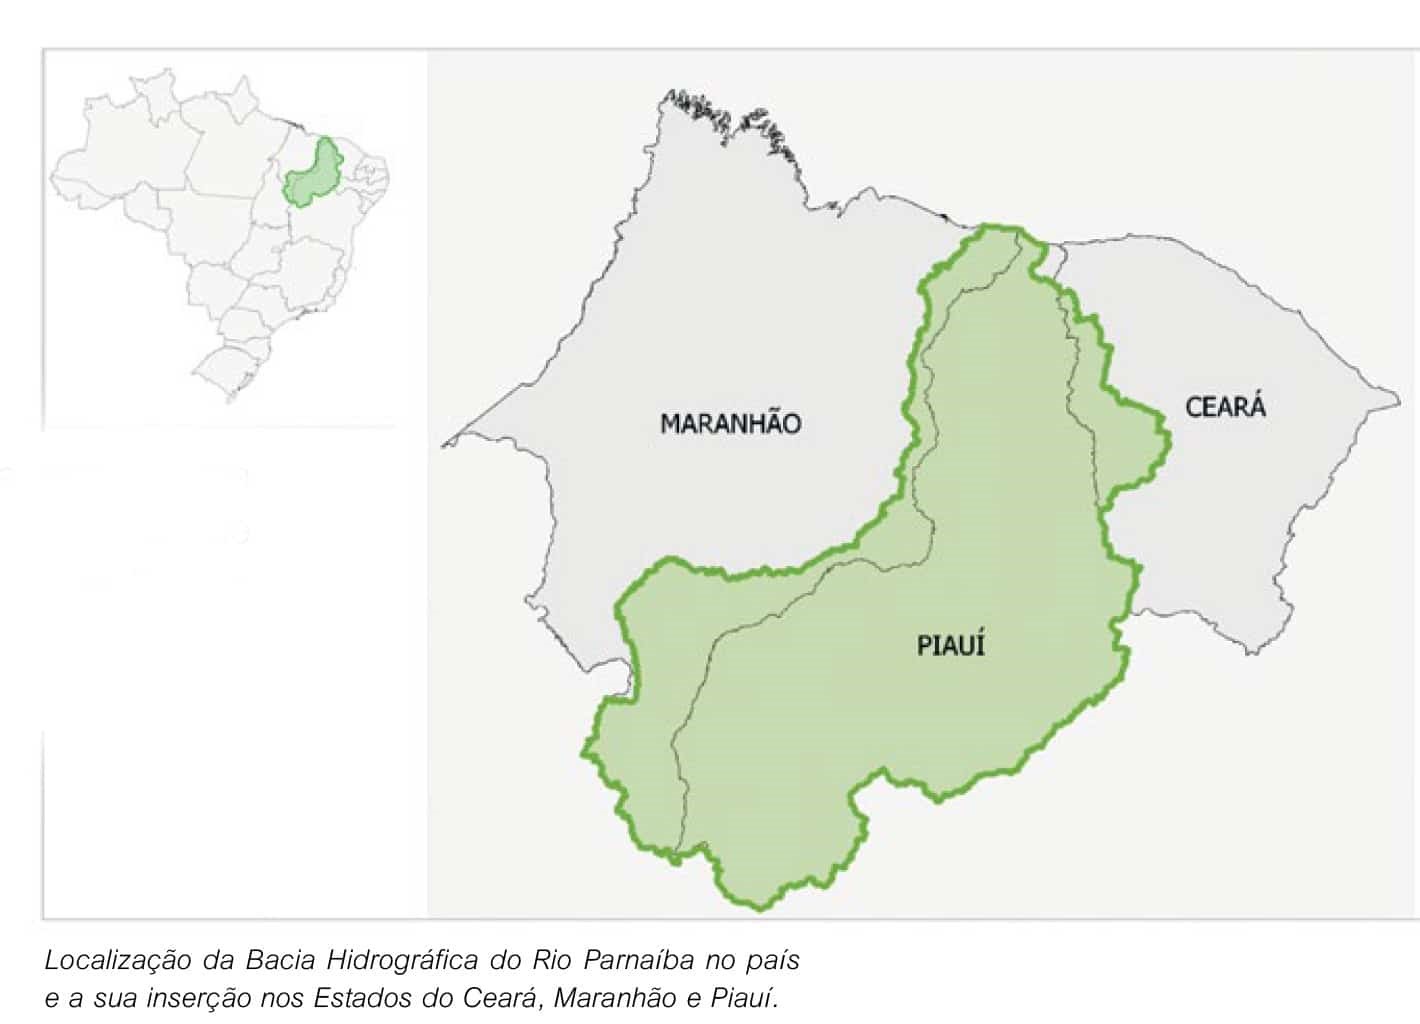 MARANHÃO
CEARÁ
PIAUÍ
Localização da Bacia Hidrográfica do Rio Parnaíba no país
e a sua inserção nos Estados do Ceará, Maranhão e Piauí.